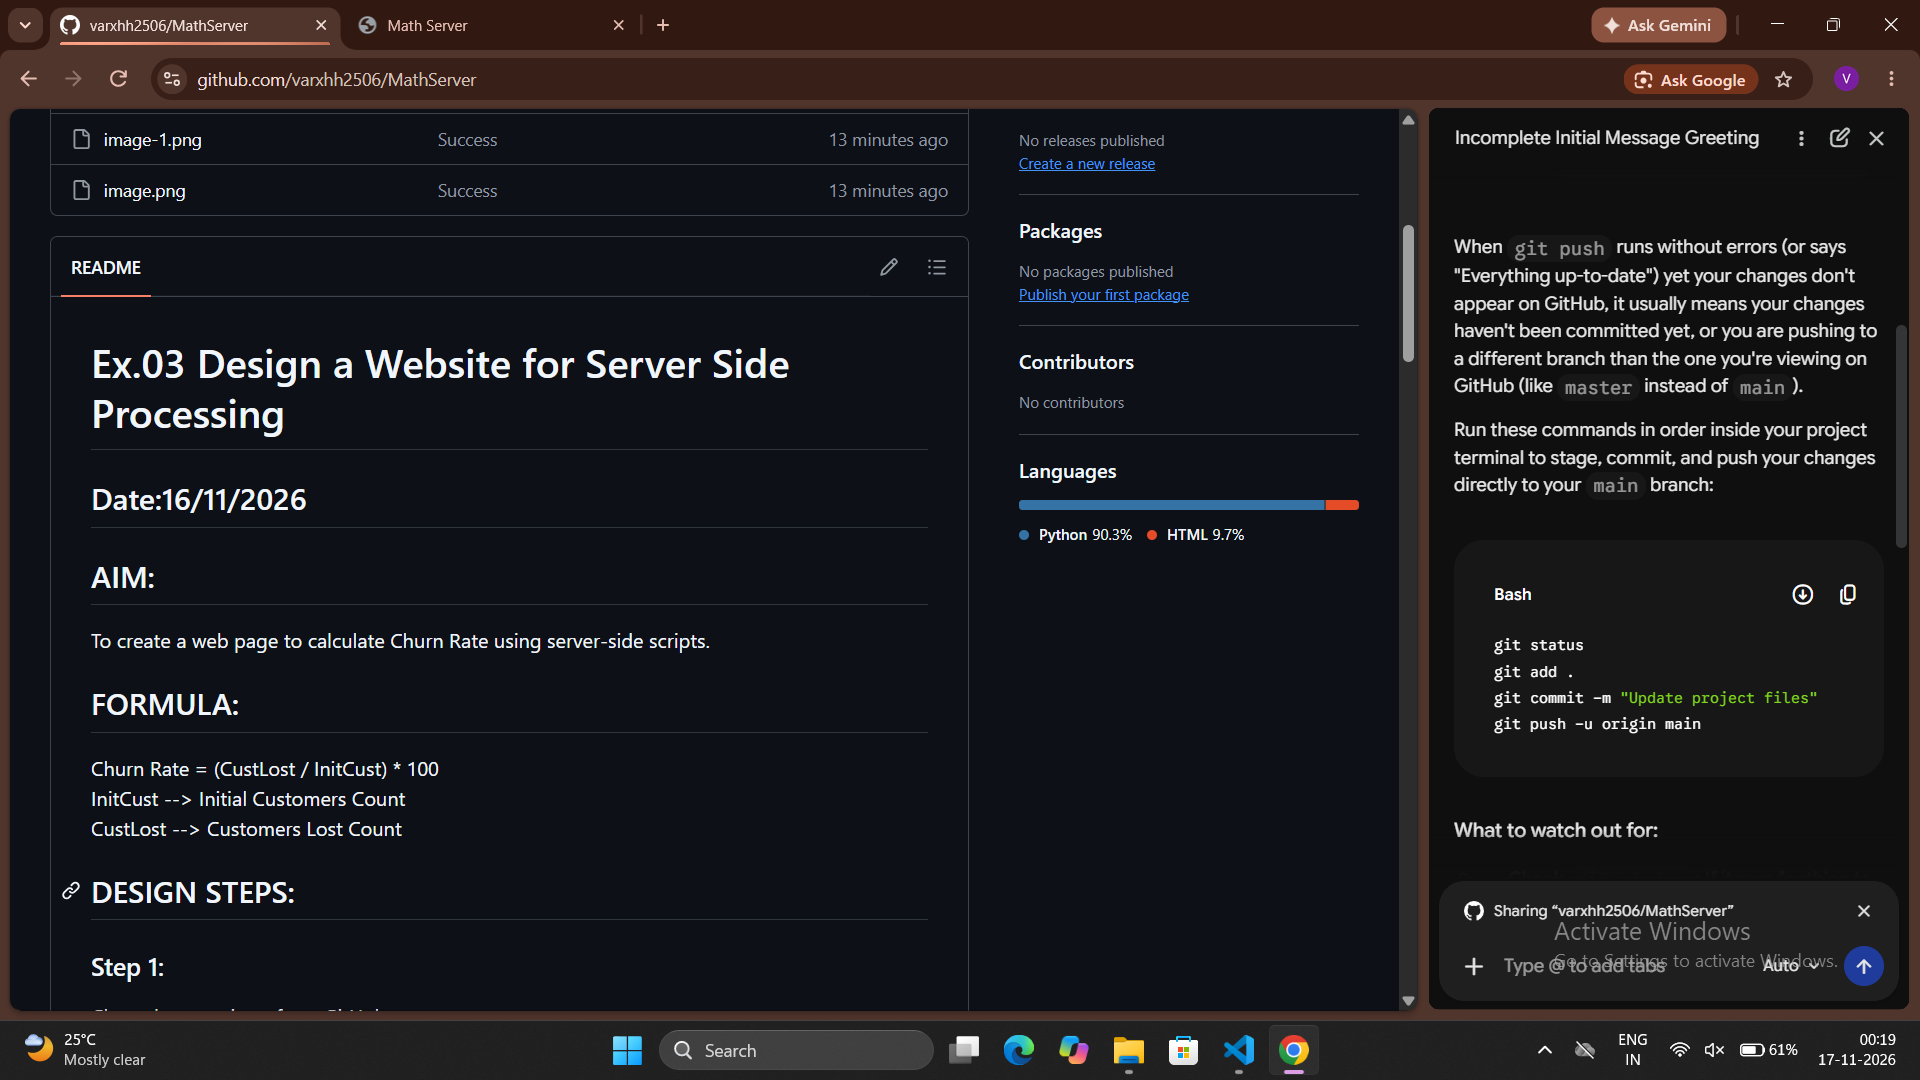 varxhh2506/MathServer
Math Server
Ask Gemini
github.com/varxhh2506/MathServer
Ask Google
V
image-1.png Success 13 minutes ago
image.png Success 13 minutes ago
README
Ex.03 Design a Website for Server Side
Processing
Date:16/11/2026
AIM:
To create a web page to calculate Churn Rate using server-side scripts.
FORMULA:
Churn Rate = (CustLost / InitCust) * 100
InitCust --> Initial Customers Count
CustLost --> Customers Lost Count
DESIGN STEPS:
Step 1:
No releases published
Create a new release
Packages
No packages published
Publish your first package
Contributors
No contributors
Languages
Python 90.3% HTML 9.7%
Incomplete Initial Message Greeting
When git push runs without errors (or says
"Everything up-to-date") yet your changes don't
appear on GitHub, it usually means your changes
haven't been committed yet, or you are pushing to
a different branch than the one you're viewing on
GitHub (like master instead of main ).
Run these commands in order inside your project
terminal to stage, commit, and push your changes
directly to your main branch:
Bash
git status
git add .
git commit -m "Update project files"
git push -u origin main
What to watch out for:
Sharing “varxhh2506/MathServer”
Activate Windows
Go to Settings to activate Windows.
Type @ to add tabs
Auto
25°C
Mostly clear
Search
ENG
IN
61%
00:19
17-11-2026